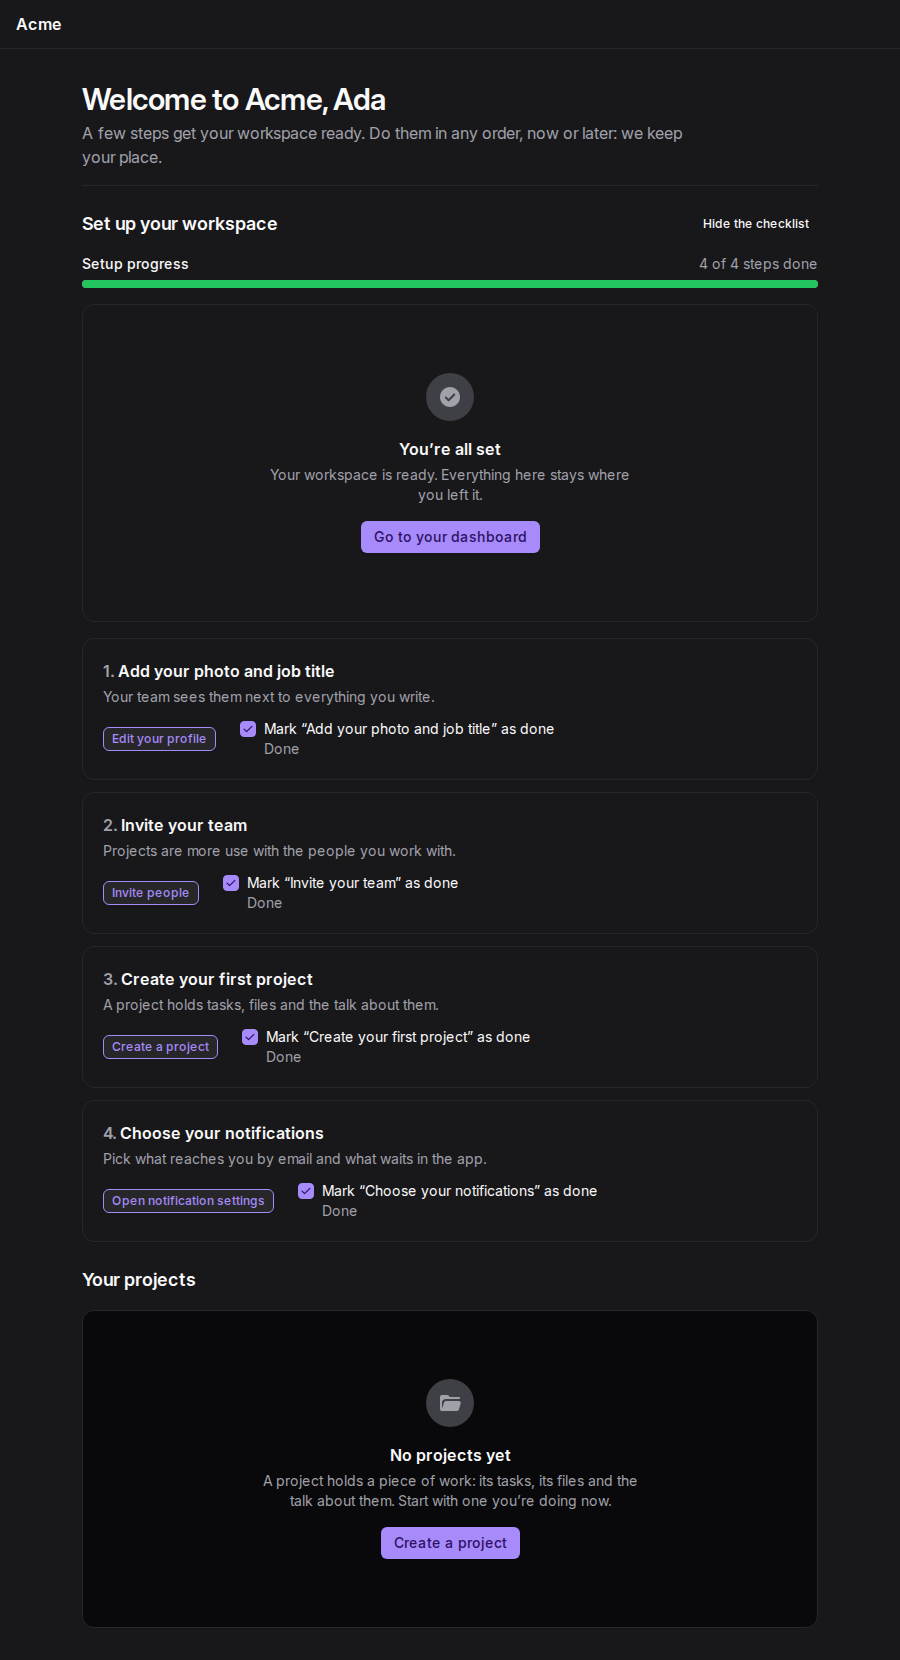 Acme
Welcome to Acme, Ada
A few steps get your workspace ready. Do them in any order, now or later: we keep
your place.
Set up your workspace
Hide the checklist
Setup progress
4 of 4 steps done
You’re all set
Your workspace is ready. Everything here stays where
you left it.
Go to your dashboard
1. Add your photo and job title
Your team sees them next to everything you write.
Edit your profile
Mark “Add your photo and job title” as done
Done
2. Invite your team
Projects are more use with the people you work with.
Invite people
Mark “Invite your team” as done
Done
3. Create your first project
A project holds tasks, files and the talk about them.
Create a project
Mark “Create your first project” as done
Done
4. Choose your notifications
Pick what reaches you by email and what waits in the app.
Open notification settings
Mark “Choose your notifications” as done
Done
Your projects
No projects yet
A project holds a piece of work: its tasks, its files and the
talk about them. Start with one you’re doing now.
Create a project